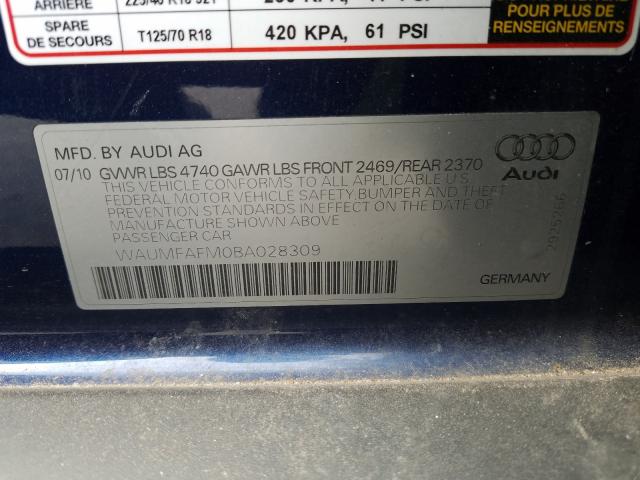 ARRIÈRE
SPARE
DE SECOURS
T125/70 R18
420 KPA, 61 PSI
POUR PLUS DE
RENSEIGNEMENTS
MFD. BY AUDI AG
07/10 GVWR LBS 4740 GAWR LBS FRONT 2469/REAR 2370
THIS VEHICLE CONFORMS TO ALL APPLICABLE U.S.
FEDERAL MOTOR VEHICLE SAFETY BUMPER AND THEFT
PREVENTION STANDARDS IN EFFECT ON THE DATE OF
MANUFACTURE SHOWN ABOVE
PASSENGER CAR
WAUMFAFM0BA028309
Audi
2925266
GERMANY